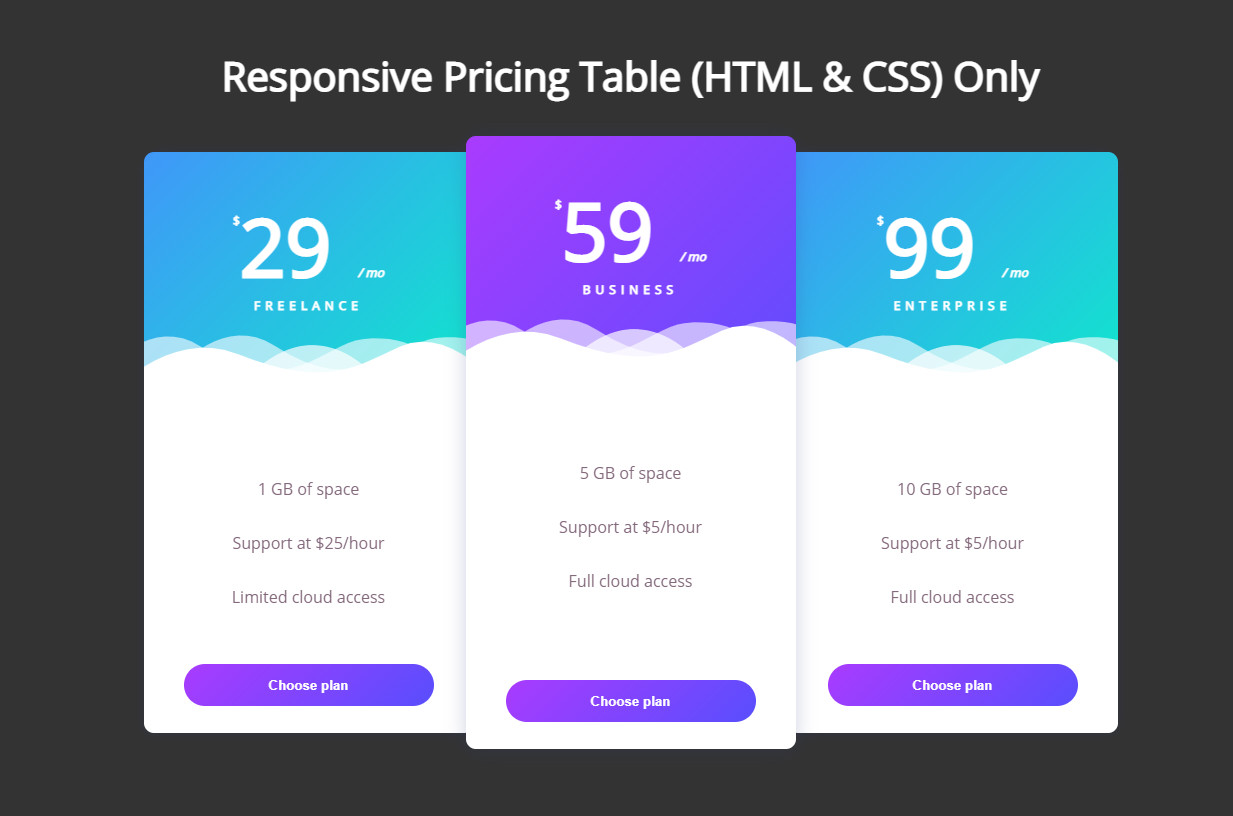 Responsive Pricing Table (HTML & CSS) Only
$29 / mo
FREELANCE
1 GB of space
Support at $25/hour
Limited cloud access
Choose plan
$59 / mo
BUSINESS
5 GB of space
Support at $5/hour
Full cloud access
Choose plan
$99 / mo
ENTERPRISE
10 GB of space
Support at $5/hour
Full cloud access
Choose plan